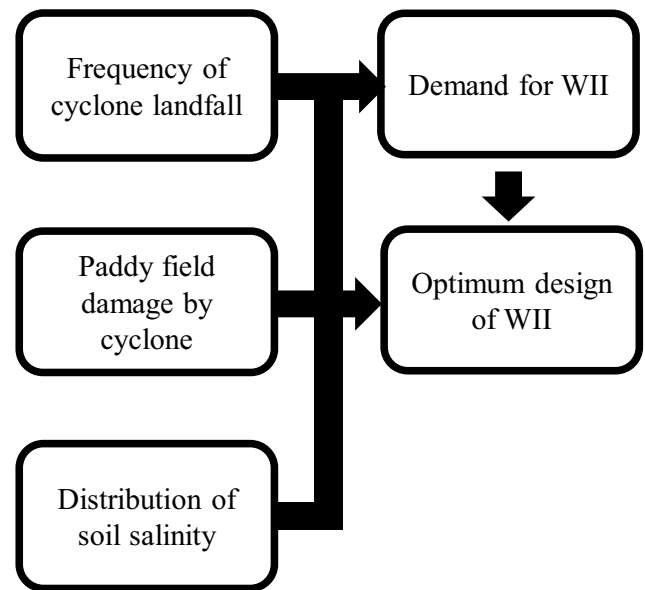 Frequency of
cyclone landfall
Demand for WII
Paddy field
damage by
cyclone
Optimum design
of WII
Distribution of
soil salinity